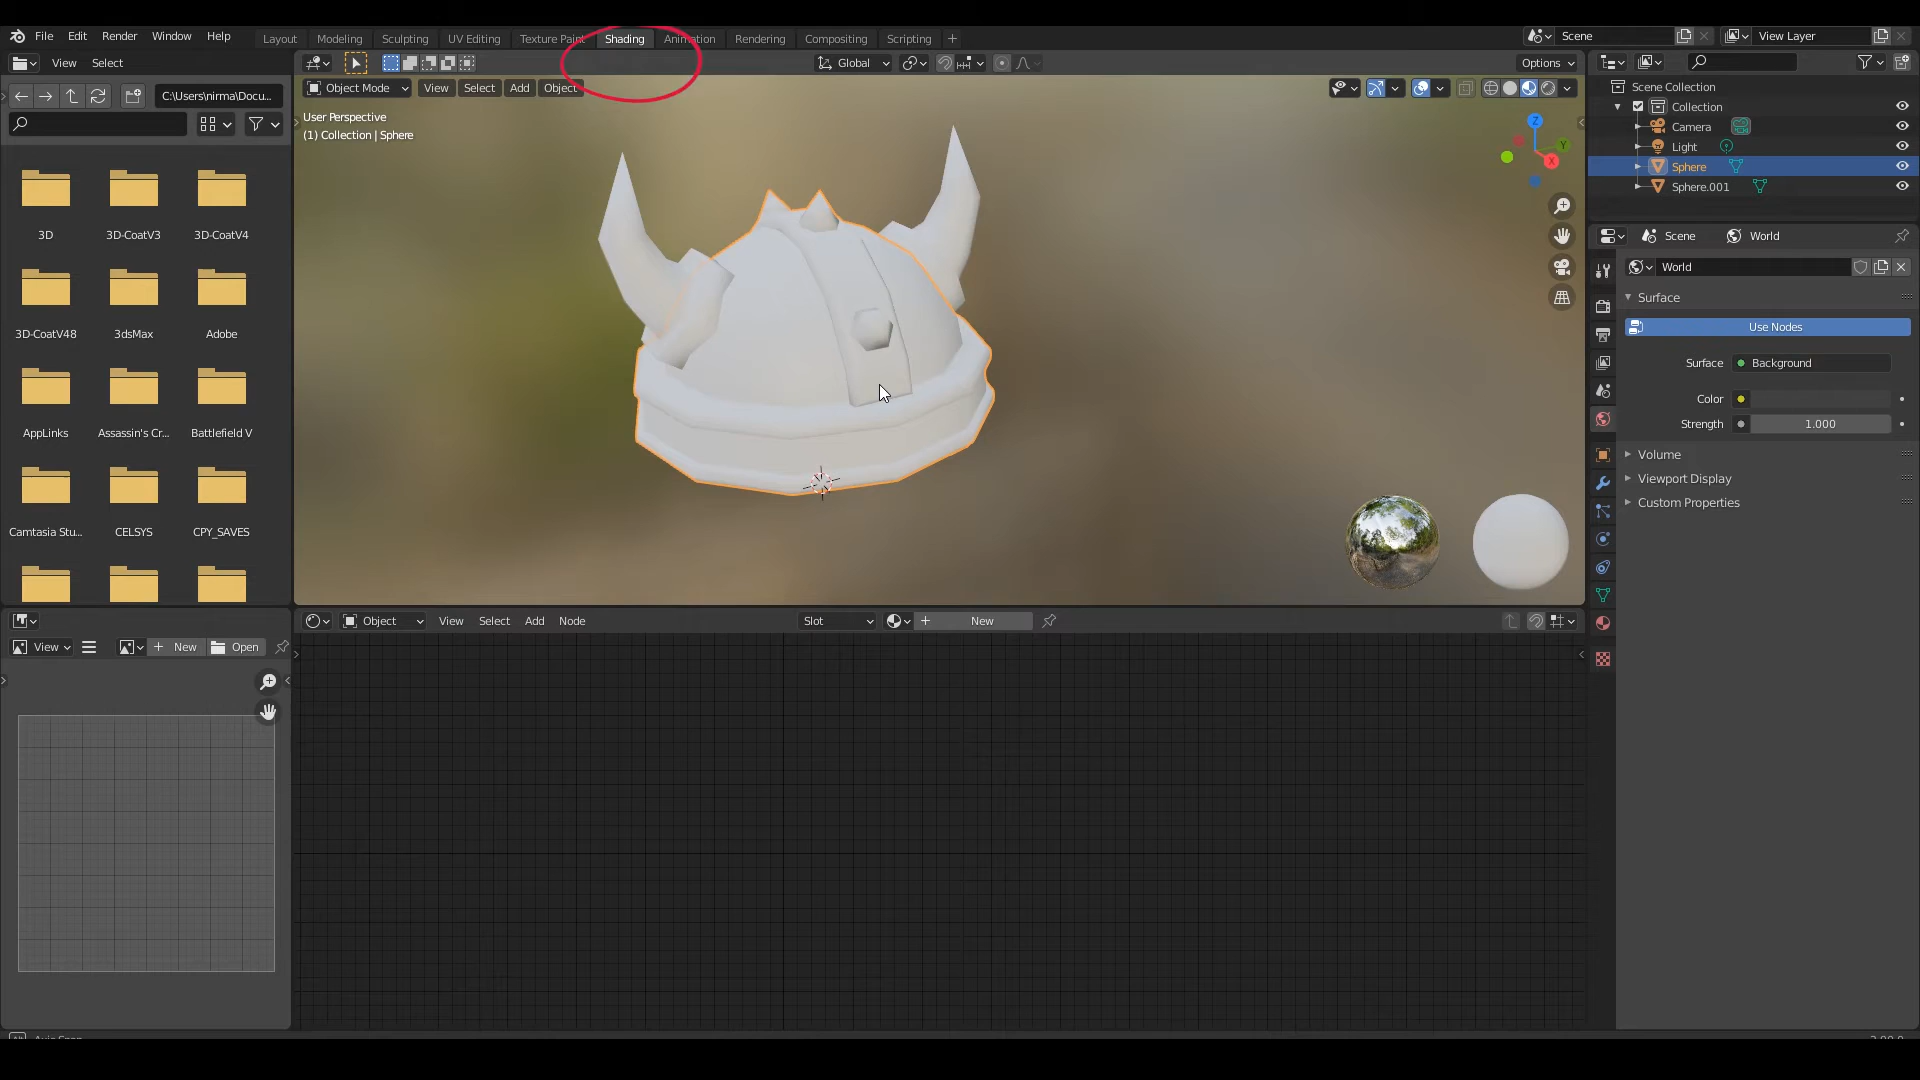 File Edit Render Window Help
Layout Modeling Sculpting UV Editing Texture Paint Shading Animation Rendering Compositing Scripting
Scene
View Layer
View Select
Global
Options
C:\Users\nirma\Docu...
Object Mode View Select Add Object
User Perspective
(1) Collection | Sphere
Z
Y
X
3D
3D-CoatV3
3D-CoatV4
3D-CoatV48
3dsMax
Adobe
AppLinks
Assassin's Cr...
Battlefield V
Camtasia Stu...
CELSYS
CPY_SAVES
Scene Collection
Collection
Camera
Light
Sphere
Sphere.001
Scene
World
World
Surface
Use Nodes
Surface
Background
Color
Strength
1.000
Volume
Viewport Display
Custom Properties
Object View Select Add Node
Slot
New
View
New
Open